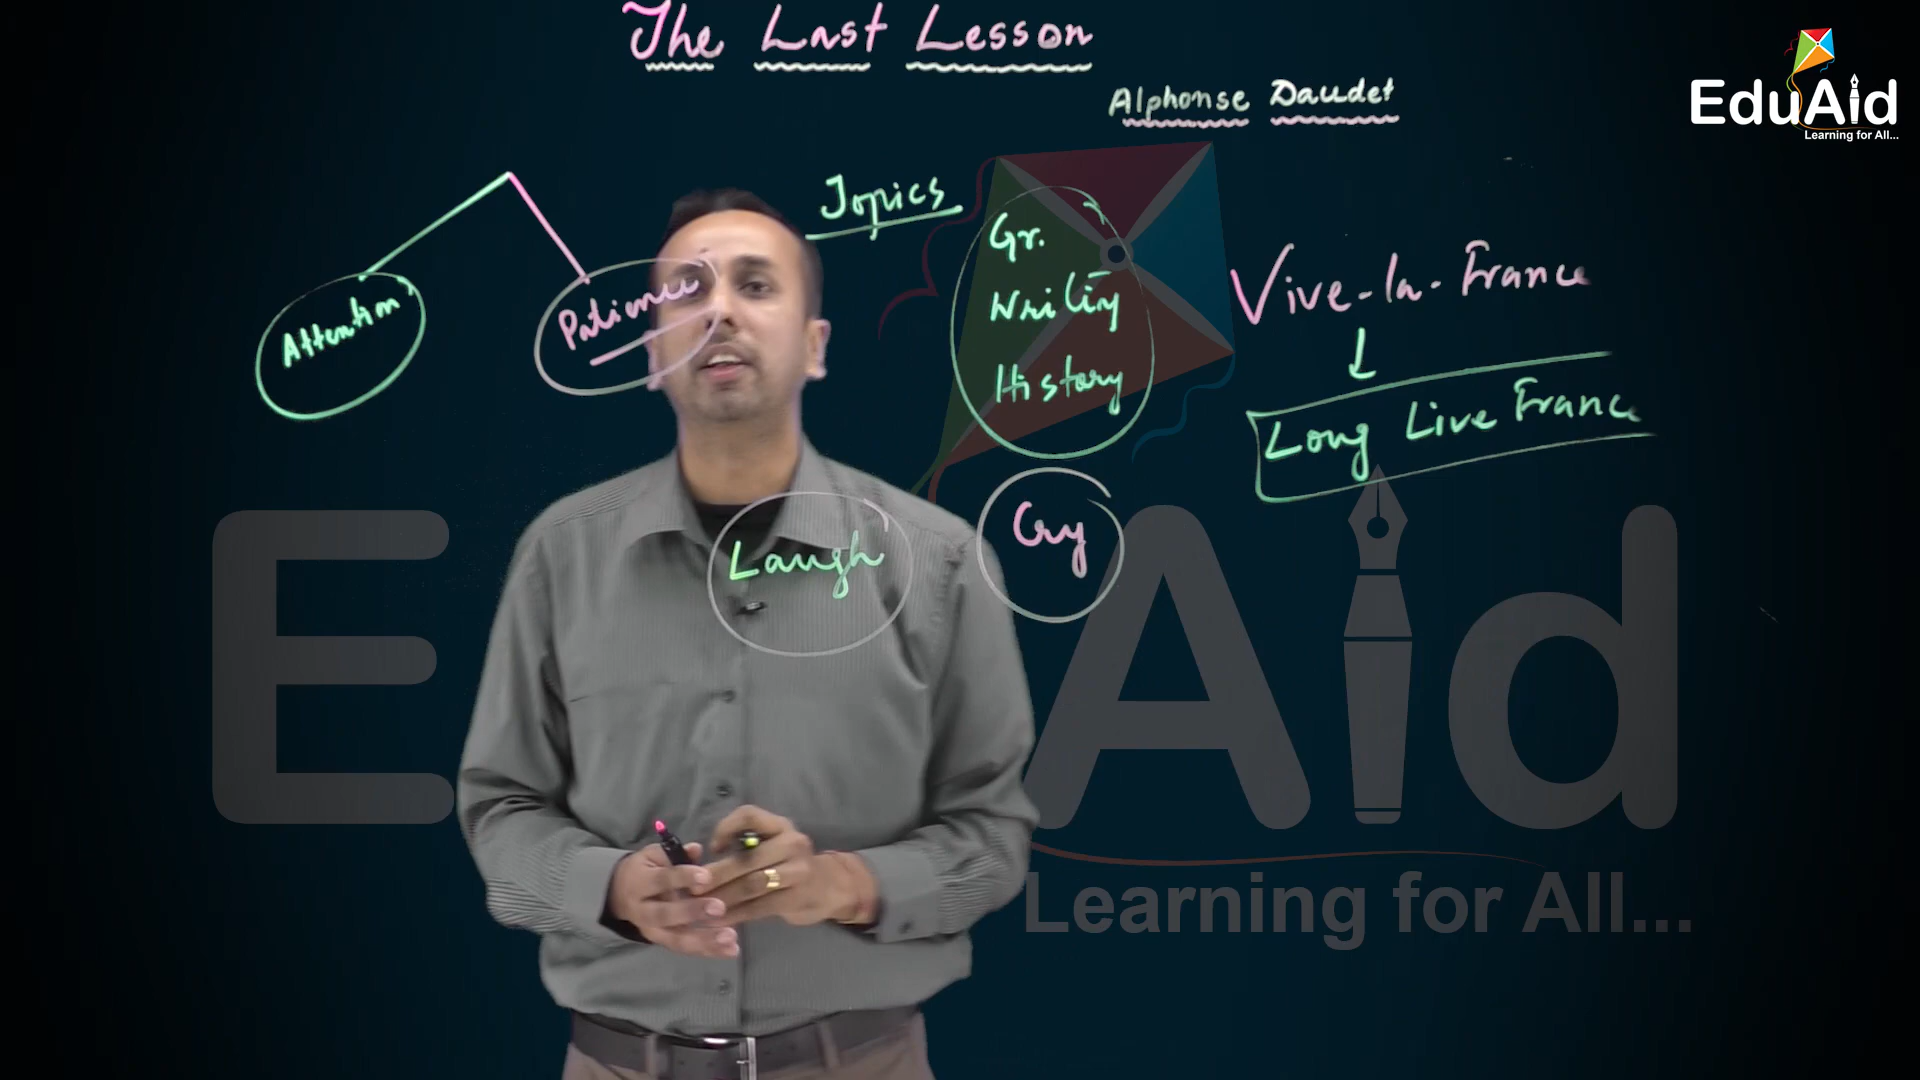 The Last Lesson
Alphonse Daudet
EduAid
Learning for All...
Topics
Attention
Patience
Gr.
Writing
History
Vive-la-France
Long Live France
Laugh
Cry
E Aid
Learning for All...